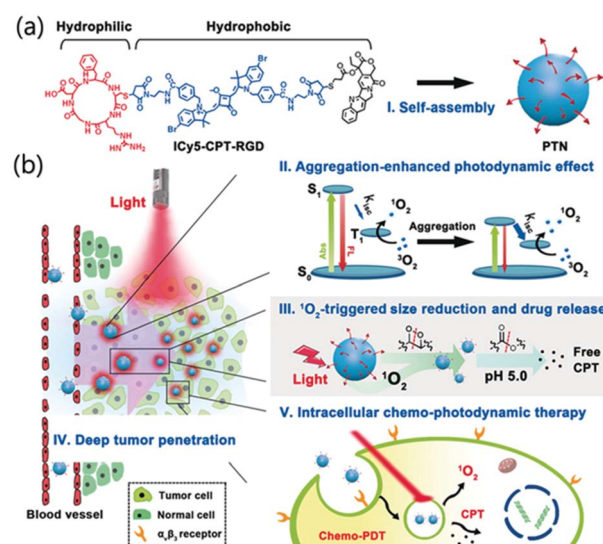 (a)
Hydrophilic
Hydrophobic
ICy5-CPT-RGD
I. Self-assembly
PTN
(b)
Light
II. Aggregation-enhanced photodynamic effect
S₁
Kisc
¹O₂
T₁
Abs
FL
³O₂
S₀
Aggregation
Kisc
¹O₂
³O₂
III. ¹O₂-triggered size reduction and drug release
Light
¹O₂
pH 5.0
Free
CPT
IV. Deep tumor penetration
Blood vessel
Tumor cell
Normal cell
αᵥβ₃ receptor
V. Intracellular chemo-photodynamic therapy
¹O₂
CPT
Chemo-PDT